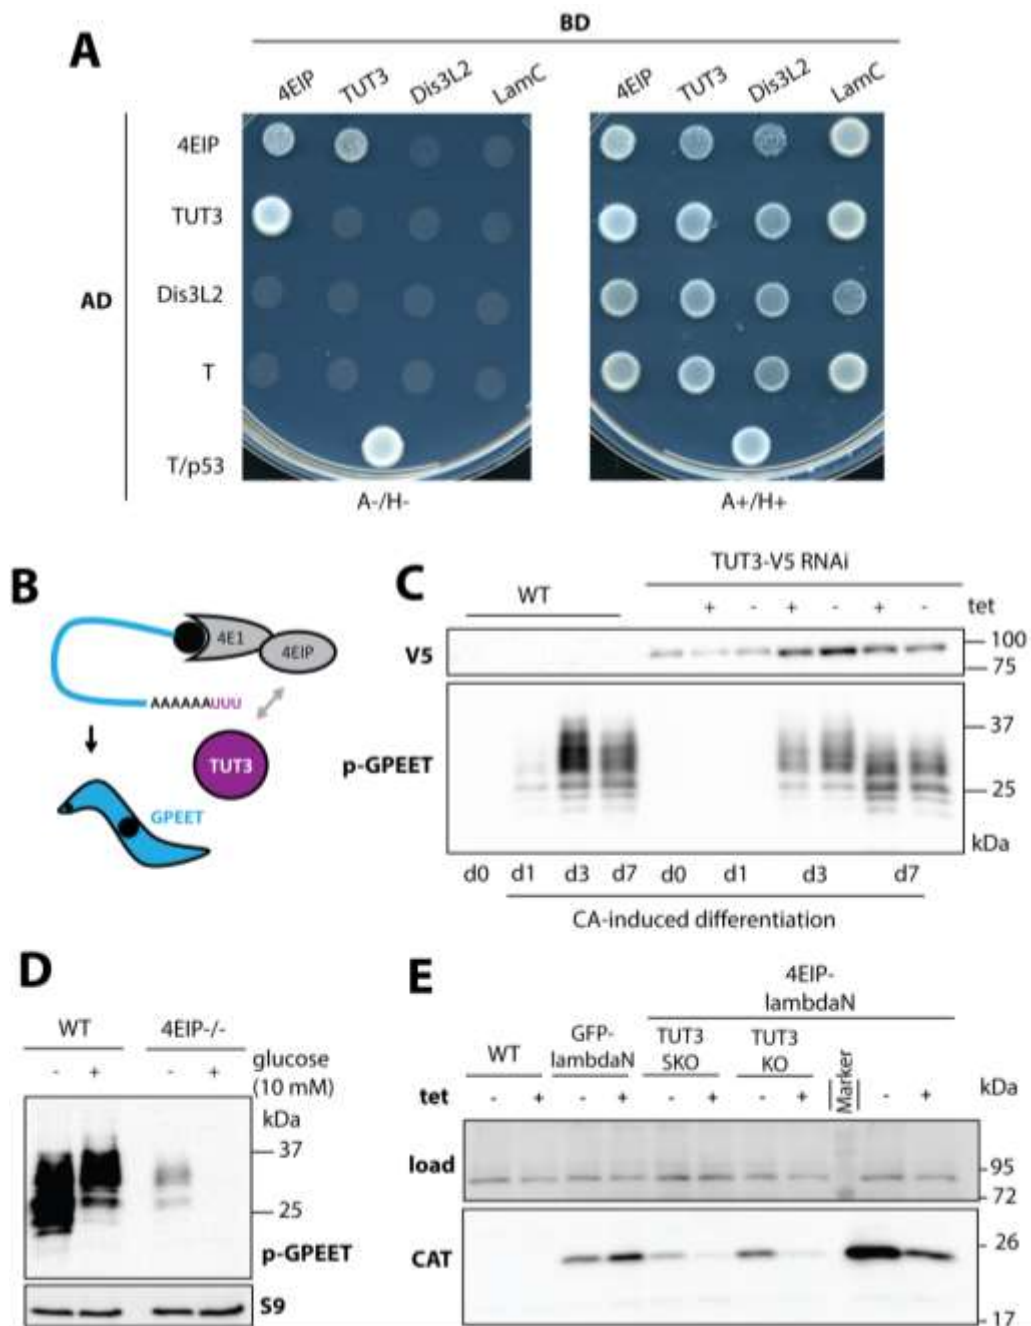 A
BD
4EIP TUT3 Dis3L2 LamC 4EIP TUT3 Dis3L2 LamC
4EIP
TUT3
AD
Dis3L2
T
T/p53
A-/H- A+/H+
B
4E1
4EIP
AAAAAAUUU
TUT3
GPEET
C
TUT3-V5 RNAi
WT
+ - + - + - tet
V5
100
75
p-GPEET
37
25
kDa
d0 d1 d3 d7 d0 d1 d3 d7
CA-induced differentiation
D
WT 4EIP-/-
- + - + glucose
(10 mM)
kDa
37
25
p-GPEET
S9
E
4EIP-
lambdaN
GFP-
lambdaN
TUT3
SKO
TUT3
KO
WT
Marker
kDa
tet - + - + - + - + - +
load
95
72
CAT
26
17